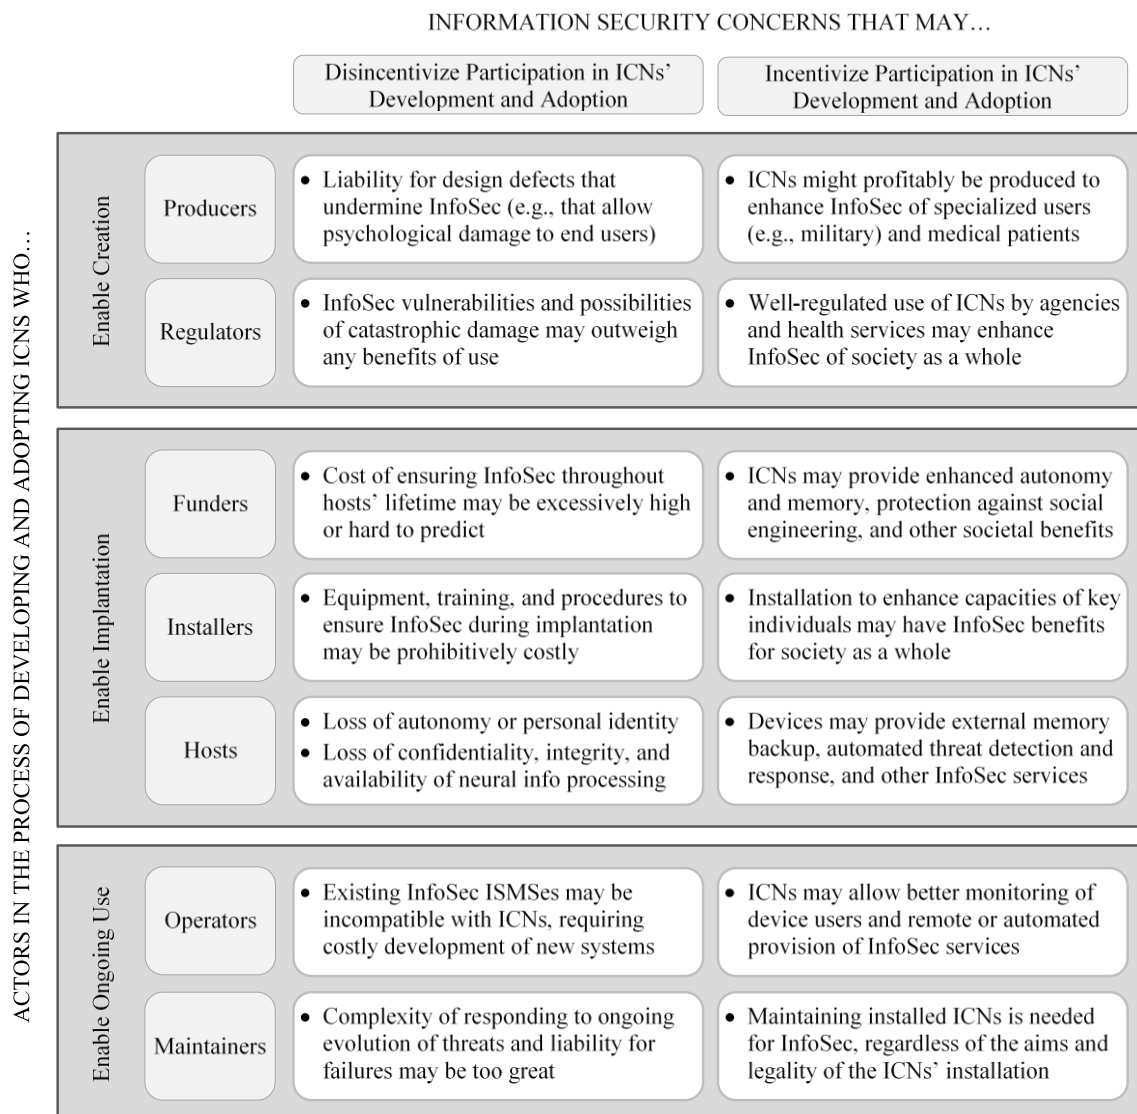 INFORMATION SECURITY CONCERNS THAT MAY…
Disincentivize Participation in ICNs’
Development and Adoption
Incentivize Participation in ICNs’
Development and Adoption
ACTORS IN THE PROCESS OF DEVELOPING AND ADOPTING ICNS WHO…
Enable Creation
Producers
• Liability for design defects that
undermine InfoSec (e.g., that allow
psychological damage to end users)
• ICNs might profitably be produced to
enhance InfoSec of specialized users
(e.g., military) and medical patients
Regulators
• InfoSec vulnerabilities and possibilities
of catastrophic damage may outweigh
any benefits of use
• Well-regulated use of ICNs by agencies
and health services may enhance
InfoSec of society as a whole
Enable Implantation
Funders
• Cost of ensuring InfoSec throughout
hosts’ lifetime may be excessively high
or hard to predict
• ICNs may provide enhanced autonomy
and memory, protection against social
engineering, and other societal benefits
Installers
• Equipment, training, and procedures to
ensure InfoSec during implantation
may be prohibitively costly
• Installation to enhance capacities of key
individuals may have InfoSec benefits
for society as a whole
Hosts
• Loss of autonomy or personal identity
• Loss of confidentiality, integrity, and
availability of neural info processing
• Devices may provide external memory
backup, automated threat detection and
response, and other InfoSec services
Enable Ongoing Use
Operators
• Existing InfoSec ISMSes may be
incompatible with ICNs, requiring
costly development of new systems
• ICNs may allow better monitoring of
device users and remote or automated
provision of InfoSec services
Maintainers
• Complexity of responding to ongoing
evolution of threats and liability for
failures may be too great
• Maintaining installed ICNs is needed
for InfoSec, regardless of the aims and
legality of the ICNs’ installation